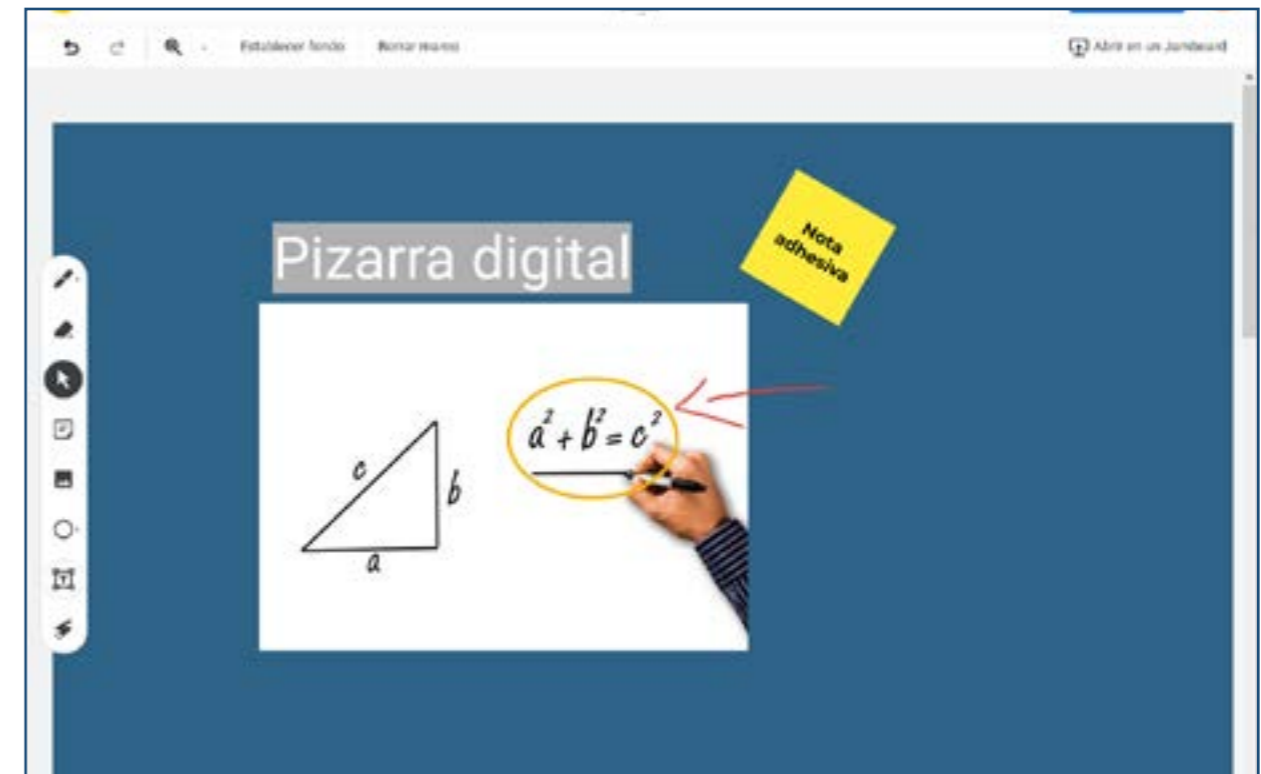 Establecer fondo
Borrar marco
Abrir en un Jamboard
Pizarra digital
Nota
adhesiva
a² + b² = c²
c
b
a